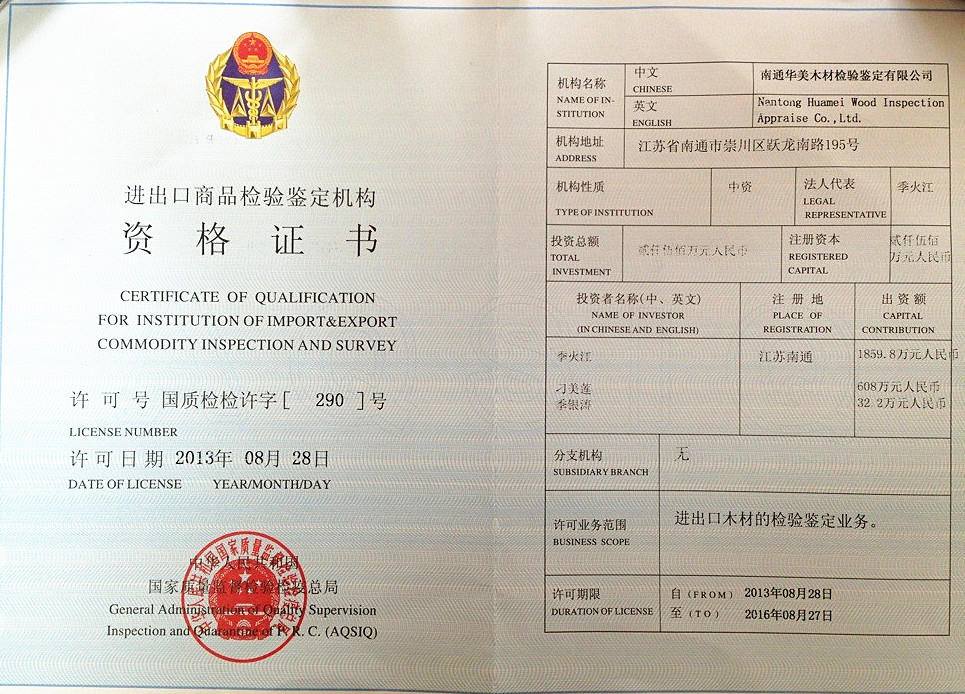 进出口商品检验鉴定机构
资格证书
CERTIFICATE OF QUALIFICATION
FOR INSTITUTION OF IMPORT&EXPORT
COMMODITY INSPECTION AND SURVEY
许可号 国质检检许字[ 290 ]号
LICENSE NUMBER
许可日期 2013年 08月 28日
DATE OF LICENSE YEAR/MONTH/DAY
中华人民共和国
国家质量监督检验检疫总局
General Administration of Quality Supervision
Inspection and Quarantine of P. R. C. (AQSIQ)
机构名称
NAME OF IN-
STITUTION
中文
CHINESE
南通华美木材检验鉴定有限公司
英文
ENGLISH
Nantong Huamei Wood Inspection
Appraise Co.,Ltd.
机构地址
ADDRESS
江苏省南通市崇川区跃龙南路195号
机构性质
TYPE OF INSTITUTION
中资
法人代表
LEGAL
REPRESENTATIVE
季火江
投资总额
TOTAL
INVESTMENT
贰仟伍佰万元人民币
注册资本
REGISTERED
CAPITAL
贰仟伍佰
万元人民币
投资者名称(中、英文)
NAME OF INVESTOR
(IN CHINESE AND ENGLISH)
注册地
PLACE OF
REGISTRATION
出资额
CAPITAL
CONTRIBUTION
季火江 江苏南通 1859.8万元人民币
刁美莲 608万元人民币
季银涛 32.2万元人民币
分支机构
SUBSIDIARY BRANCH
无
许可业务范围
BUSINESS SCOPE
进出口木材的检验鉴定业务。
许可期限
DURATION OF LICENSE
自(FROM) 2013年08月28日
至(TO) 2016年08月27日